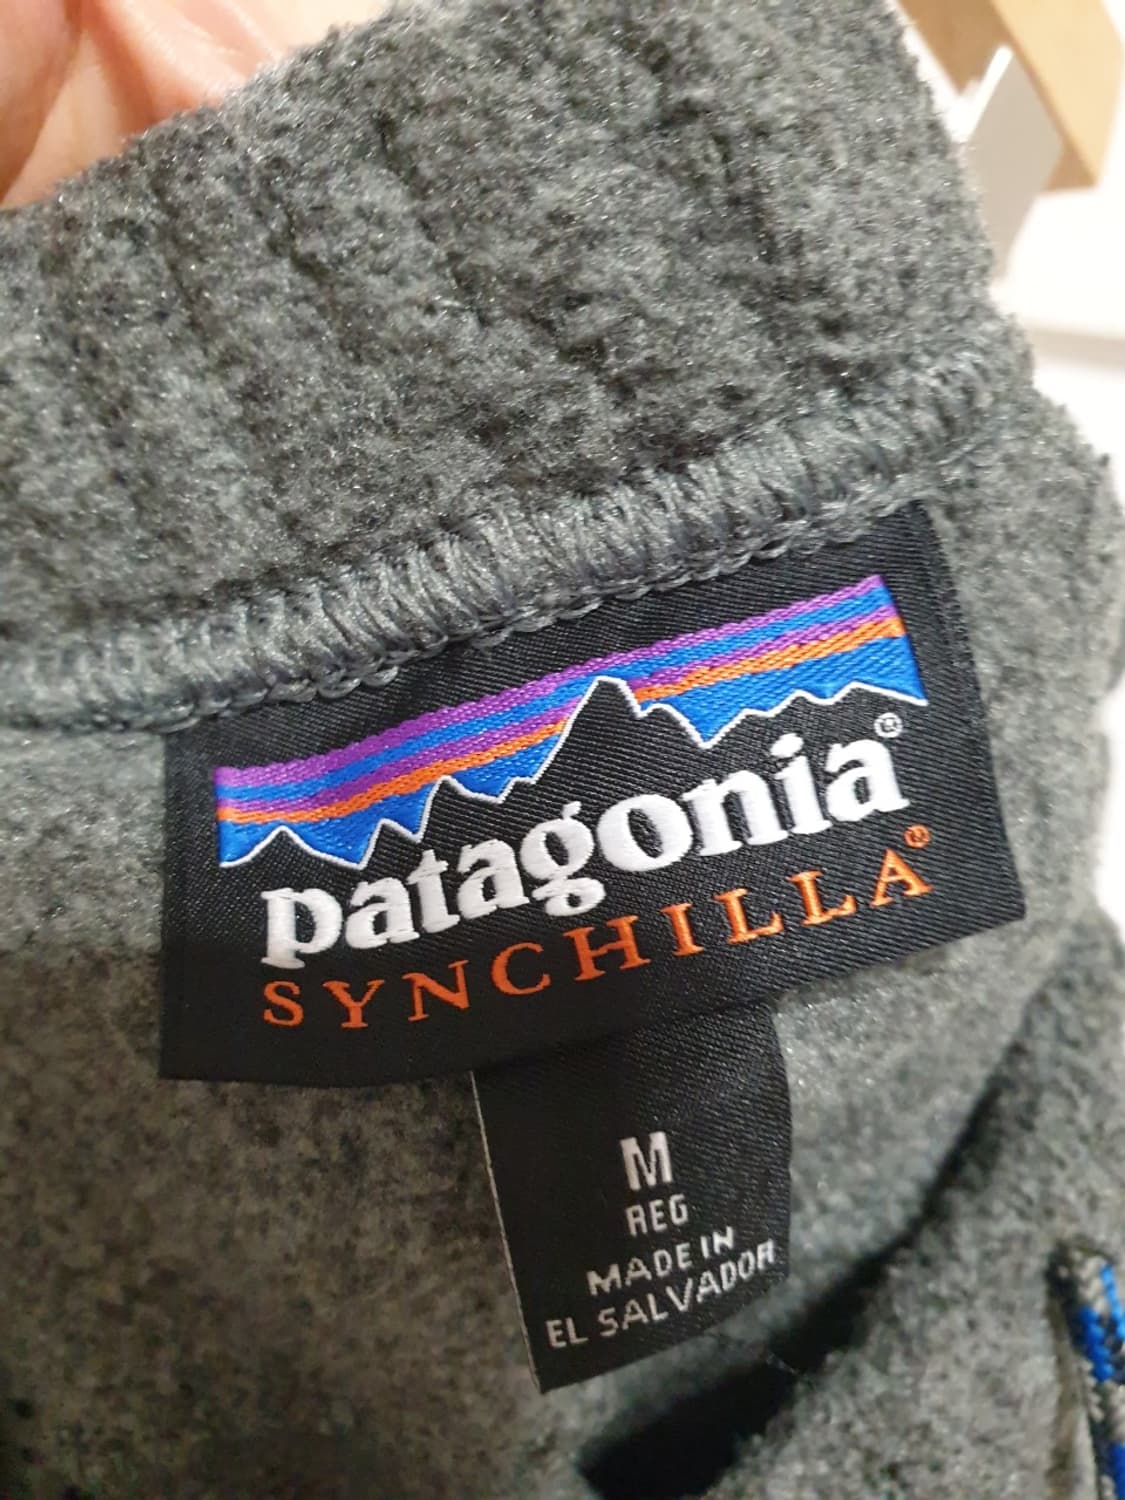 patagonia®
SYNCHILLA®
M
REG
MADE IN
EL SALVADOR